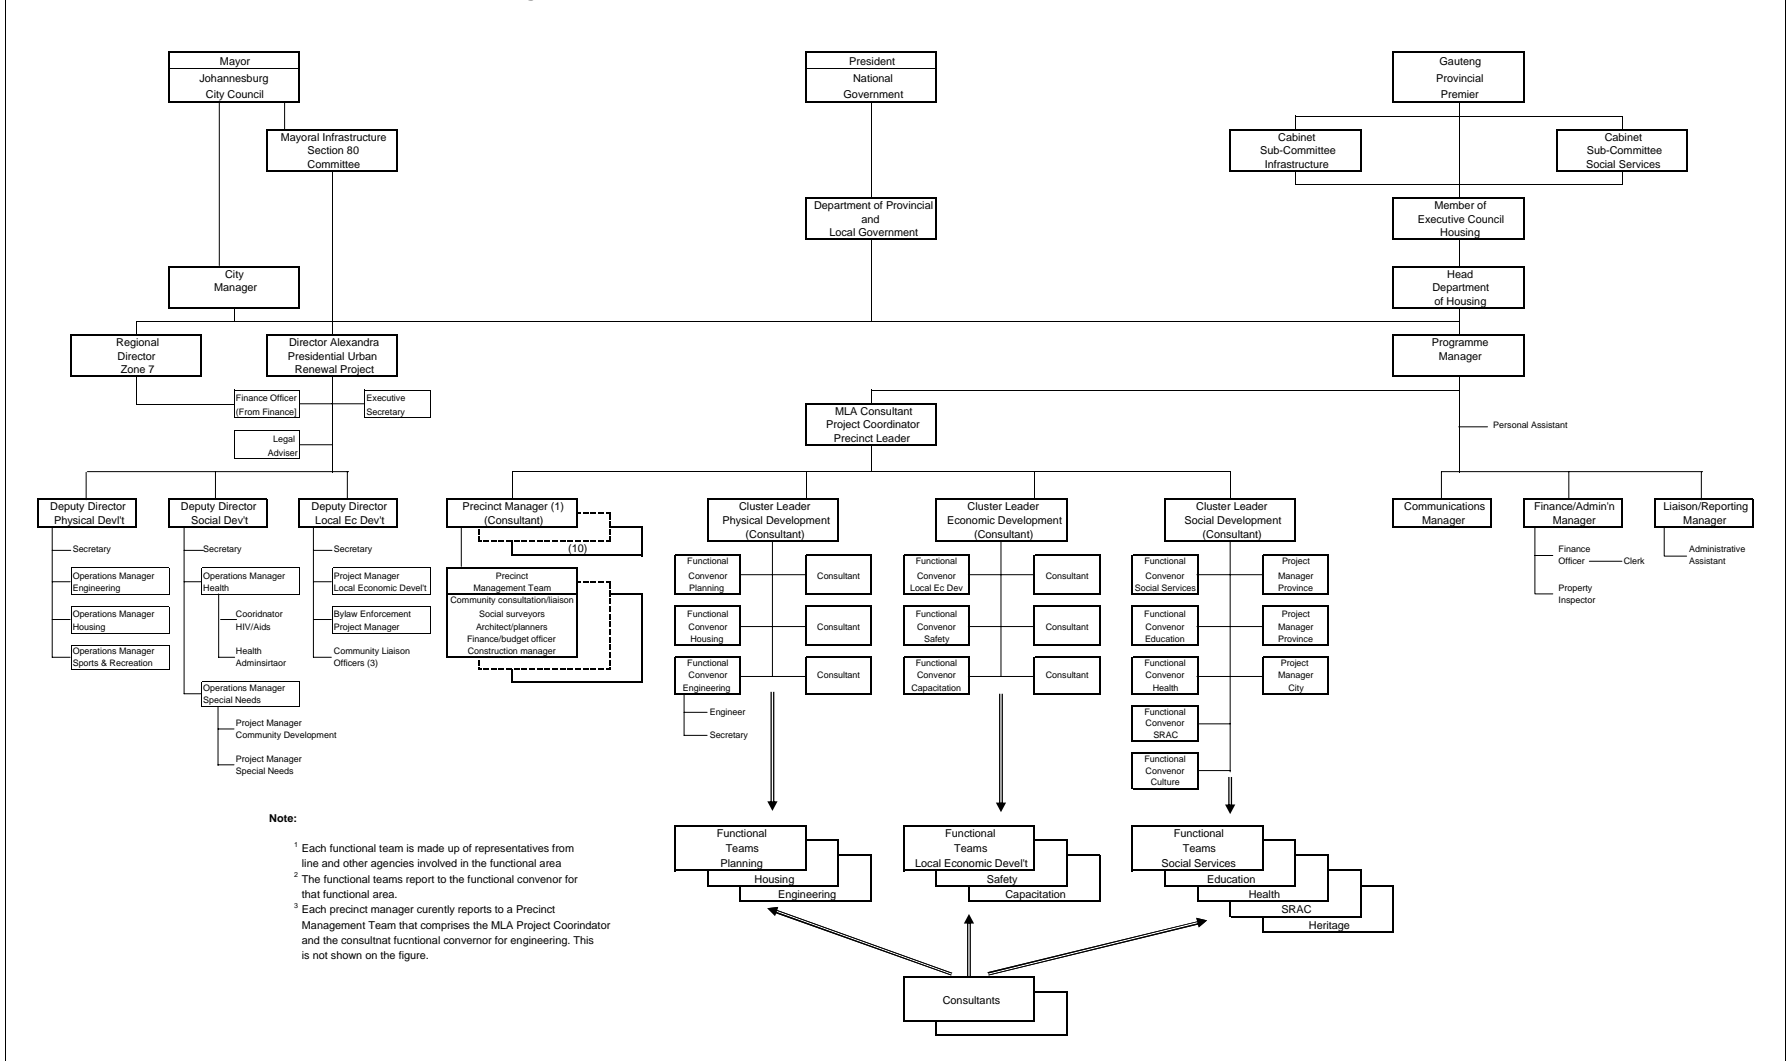 Mayor
Johannesburg
City Council
President
National
Government
Gauteng
Provincial
Premier
Mayoral Infrastructure
Section 80
Committee
Cabinet
Sub-Committee
Infrastructure
Cabinet
Sub-Committee
Social Services
Department of Provincial
and
Local Government
Member of
Executive Council
Housing
City
Manager
Head
Department
of Housing
Regional
Director
Zone 7
Director Alexandra
Presidential Urban
Renewal Project
Programme
Manager
Finance Officer
(From Finance]
Executive
Secretary
Legal
Adviser
MLA Consultant
Project Coordinator
Precinct Leader
Personal Assistant
Deputy Director
Physical Devl't
Deputy Director
Social Dev't
Deputy Director
Local Ec Dev't
Precinct Manager (1)
(Consultant)
(10)
Cluster Leader
Physical Development
(Consultant)
Cluster Leader
Economic Development
(Consultant)
Cluster Leader
Social Development
(Consultant)
Communications
Manager
Finance/Admin'n
Manager
Liaison/Reporting
Manager
Secretary
Operations Manager
Engineering
Operations Manager
Housing
Operations Manager
Sports & Recreation
Secretary
Operations Manager
Health
Cooridnator
HIV/Aids
Health
Adminsirtaor
Operations Manager
Special Needs
Project Manager
Community Development
Project Manager
Special Needs
Secretary
Project Manager
Local Economic Devel't
Bylaw Enforcement
Project Manager
Community Liaison
Officers (3)
Precinct
Management Team
Community consultation/liaison
Social surveyors
Architect/planners
Finance/budget officer
Construction manager
Functional
Convenor
Planning
Consultant
Functional
Convenor
Housing
Consultant
Functional
Convenor
Engineering
Consultant
Engineer
Secretary
Functional
Convenor
Local Ec Dev
Consultant
Functional
Convenor
Safety
Consultant
Functional
Convenor
Capacitation
Consultant
Functional
Convenor
Social Services
Project
Manager
Province
Functional
Convenor
Education
Project
Manager
Province
Functional
Convenor
Health
Project
Manager
City
Functional
Convenor
SRAC
Functional
Convenor
Culture
Finance
Officer
Clerk
Property
Inspector
Administrative
Assistant
Note:
1 Each functional team is made up of representatives from
line and other agencies involved in the functional area
2 The functional teams report to the functional convenor for
that functional area.
3 Each precinct manager curently reports to a Precinct
Management Team that comprises the MLA Project Coorindator
and the consultnat fucntional convernor for engineering. This
is not shown on the figure.
Functional
Teams
Planning
Housing
Engineering
Functional
Teams
Local Economic Devel't
Safety
Capacitation
Functional
Teams
Social Services
Education
Health
SRAC
Heritage
Consultants